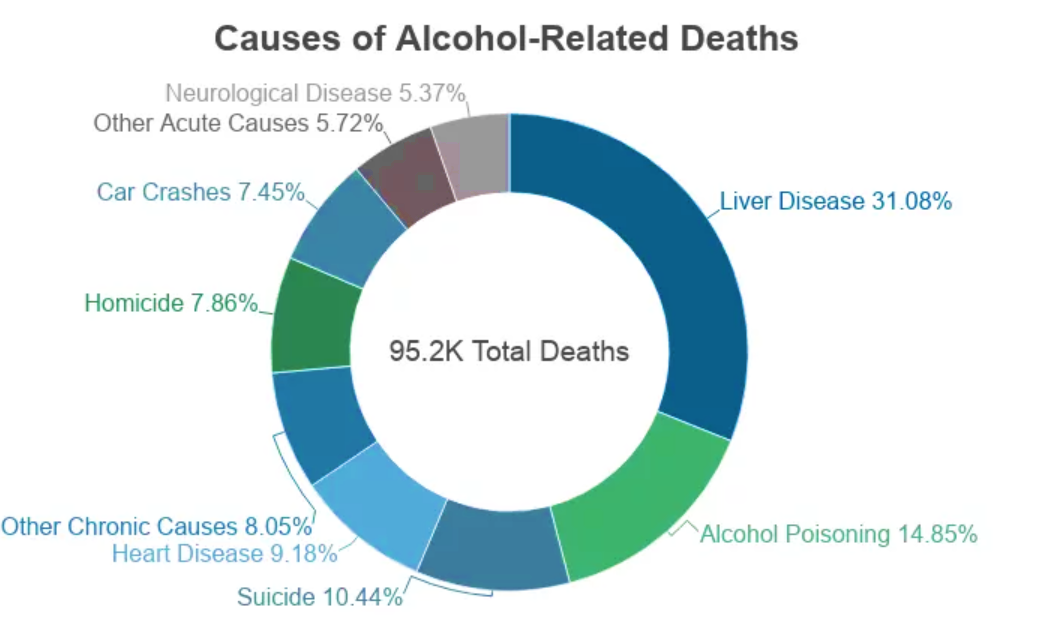 Causes of Alcohol-Related Deaths
Neurological Disease 5.37%
Other Acute Causes 5.72%
Car Crashes 7.45%
Liver Disease 31.08%
Homicide 7.86%
95.2K Total Deaths
Other Chronic Causes 8.05%
Alcohol Poisoning 14.85%
Heart Disease 9.18%
Suicide 10.44%